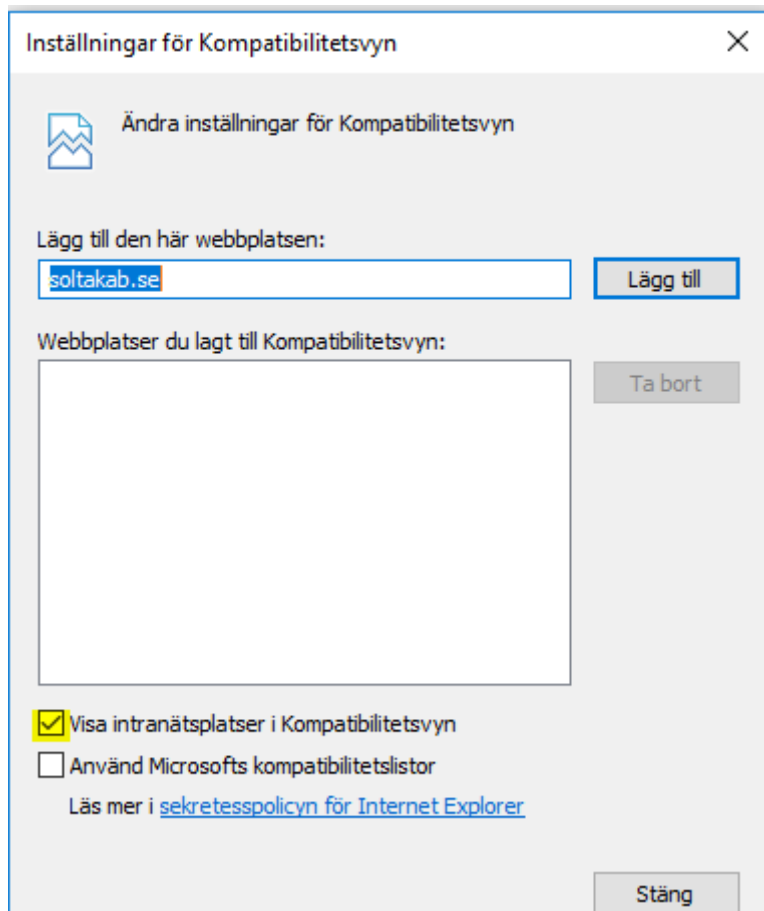 Inställningar för Kompatibilitetsvyn
Ändra inställningar för Kompatibilitetsvyn
Lägg till den här webbplatsen:
soltakab.se
Lägg till
Webbplatser du lagt till Kompatibilitetsvyn:
Ta bort
Visa intranätsplatser i Kompatibilitetsvyn
Använd Microsofts kompatibilitetslistor
Läs mer i sekretesspolicyn för Internet Explorer
Stäng